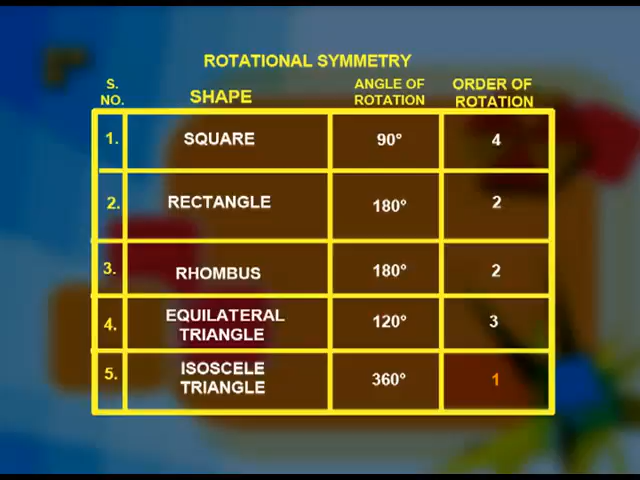 ROTATIONAL SYMMETRY
S. NO. SHAPE ANGLE OF ROTATION ORDER OF ROTATION
1. SQUARE 90° 4
2. RECTANGLE 180° 2
3. RHOMBUS 180° 2
4. EQUILATERAL TRIANGLE 120° 3
5. ISOSCELE TRIANGLE 360° 1